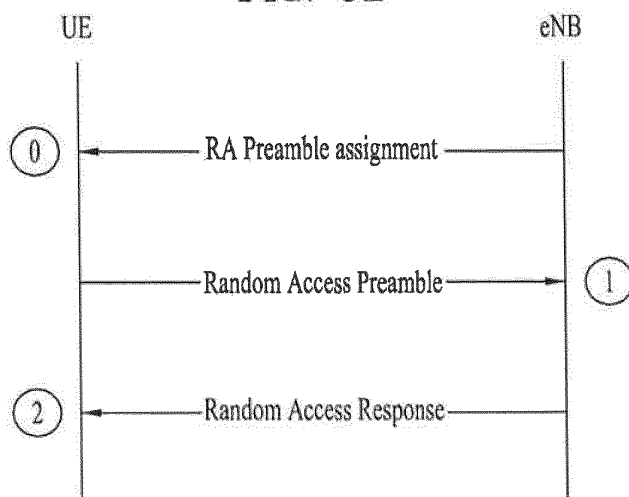 UE eNB
0 RA Preamble assignment
Random Access Preamble 1
2 Random Access Response